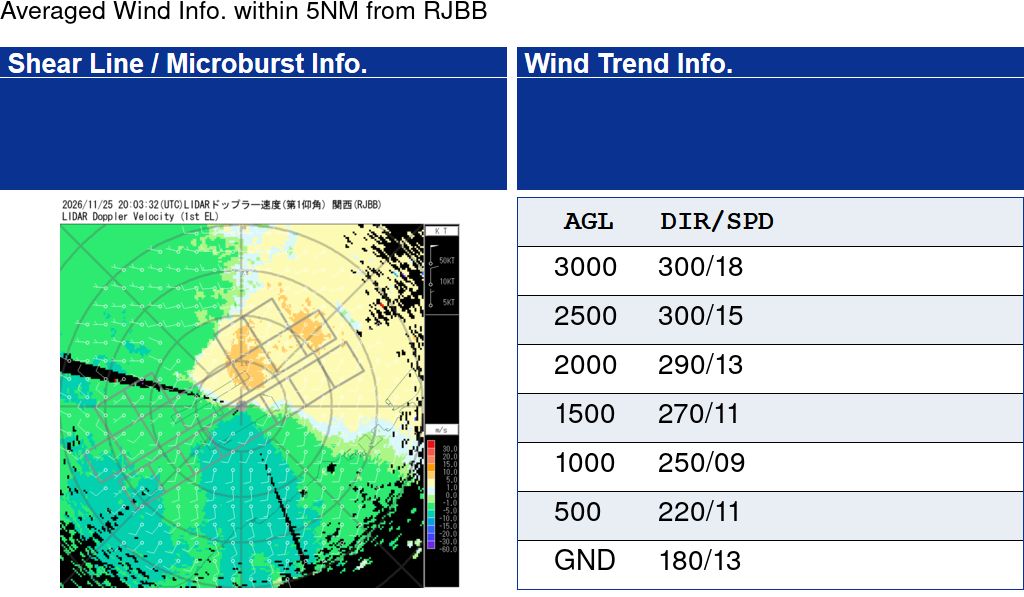 Averaged Wind Info. within 5NM from RJBB
Shear Line / Microburst Info.
Wind Trend Info.
2026/11/25 20:03:32(UTC)LIDARドップラー速度(第1仰角) 関西(RJBB)
LIDAR Doppler Velocity (1st EL)
KT
50KT
10KT
5KT
m/s
30.0
20.0
15.0
10.0
5.0
1.0
0.0
-1.0
-5.0
-10.0
-15.0
-20.0
-30.0
-60.0
AGL DIR/SPD
3000 300/18
2500 300/15
2000 290/13
1500 270/11
1000 250/09
500 220/11
GND 180/13